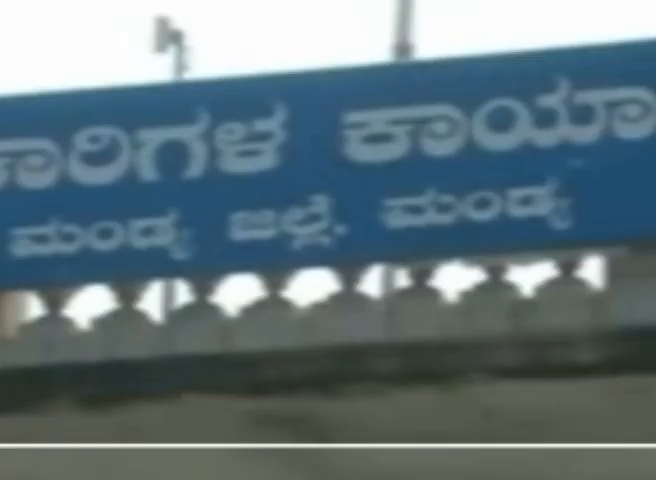 ಕಾರಿಗಳ ಕಾರ್ಯಾ
ಮಂಡ್ಯ ಜಿಲ್ಲೆ. ಮಂಡ್ಯ